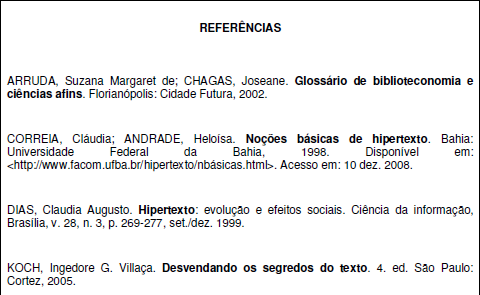 REFERÊNCIAS
ARRUDA, Suzana Margaret de; CHAGAS, Joseane. Glossário de biblioteconomia e
ciências afins. Florianópolis: Cidade Futura, 2002.
CORREIA, Cláudia; ANDRADE, Heloísa. Noções básicas de hipertexto. Bahia:
Universidade Federal da Bahia, 1998. Disponível em:
<http://www.facom.ufba.br/hipertexto/nbásicas.html>. Acesso em: 10 dez. 2008.
DIAS, Claudia Augusto. Hipertexto: evolução e efeitos sociais. Ciência da informação,
Brasília, v. 28, n. 3, p. 269-277, set./dez. 1999.
KOCH, Ingedore G. Villaça. Desvendando os segredos do texto. 4. ed. São Paulo:
Cortez, 2005.